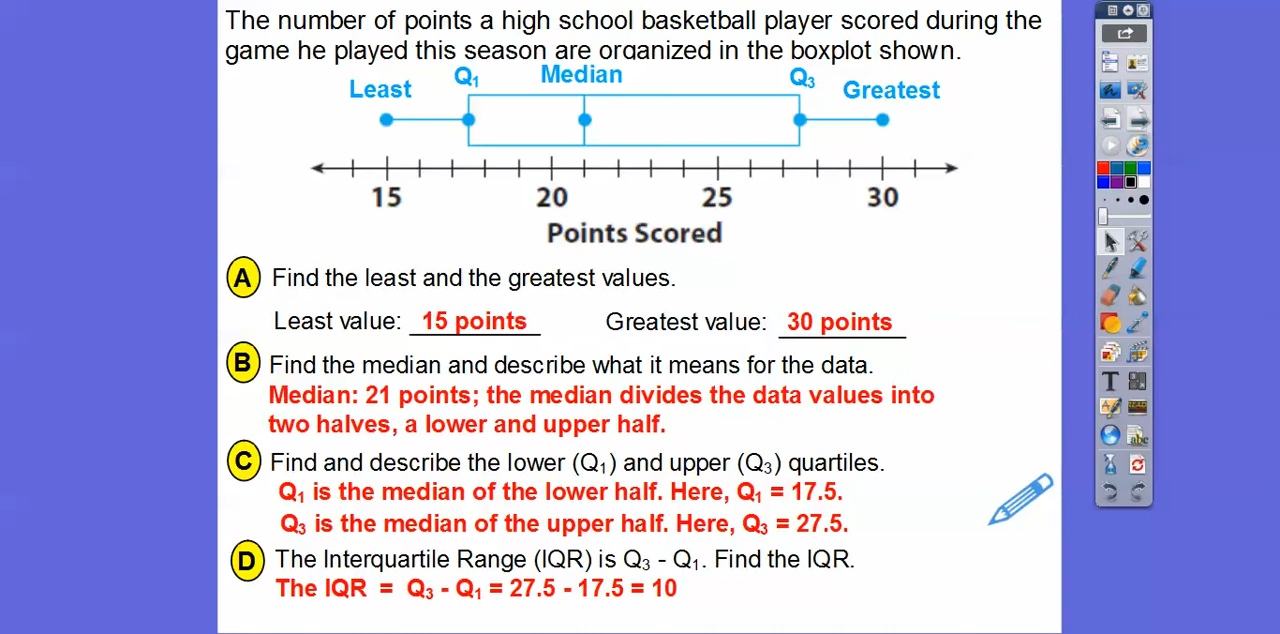 The number of points a high school basketball player scored during the
game he played this season are organized in the boxplot shown.
Least Q₁ Median Q₃ Greatest
15 20 25 30
Points Scored
A Find the least and the greatest values.
Least value: 15 points Greatest value: 30 points
B Find the median and describe what it means for the data.
Median: 21 points; the median divides the data values into
two halves, a lower and upper half.
C Find and describe the lower (Q₁) and upper (Q₃) quartiles.
Q₁ is the median of the lower half. Here, Q₁ = 17.5.
Q₃ is the median of the upper half. Here, Q₃ = 27.5.
D The Interquartile Range (IQR) is Q₃ - Q₁. Find the IQR.
The IQR = Q₃ - Q₁ = 27.5 - 17.5 = 10